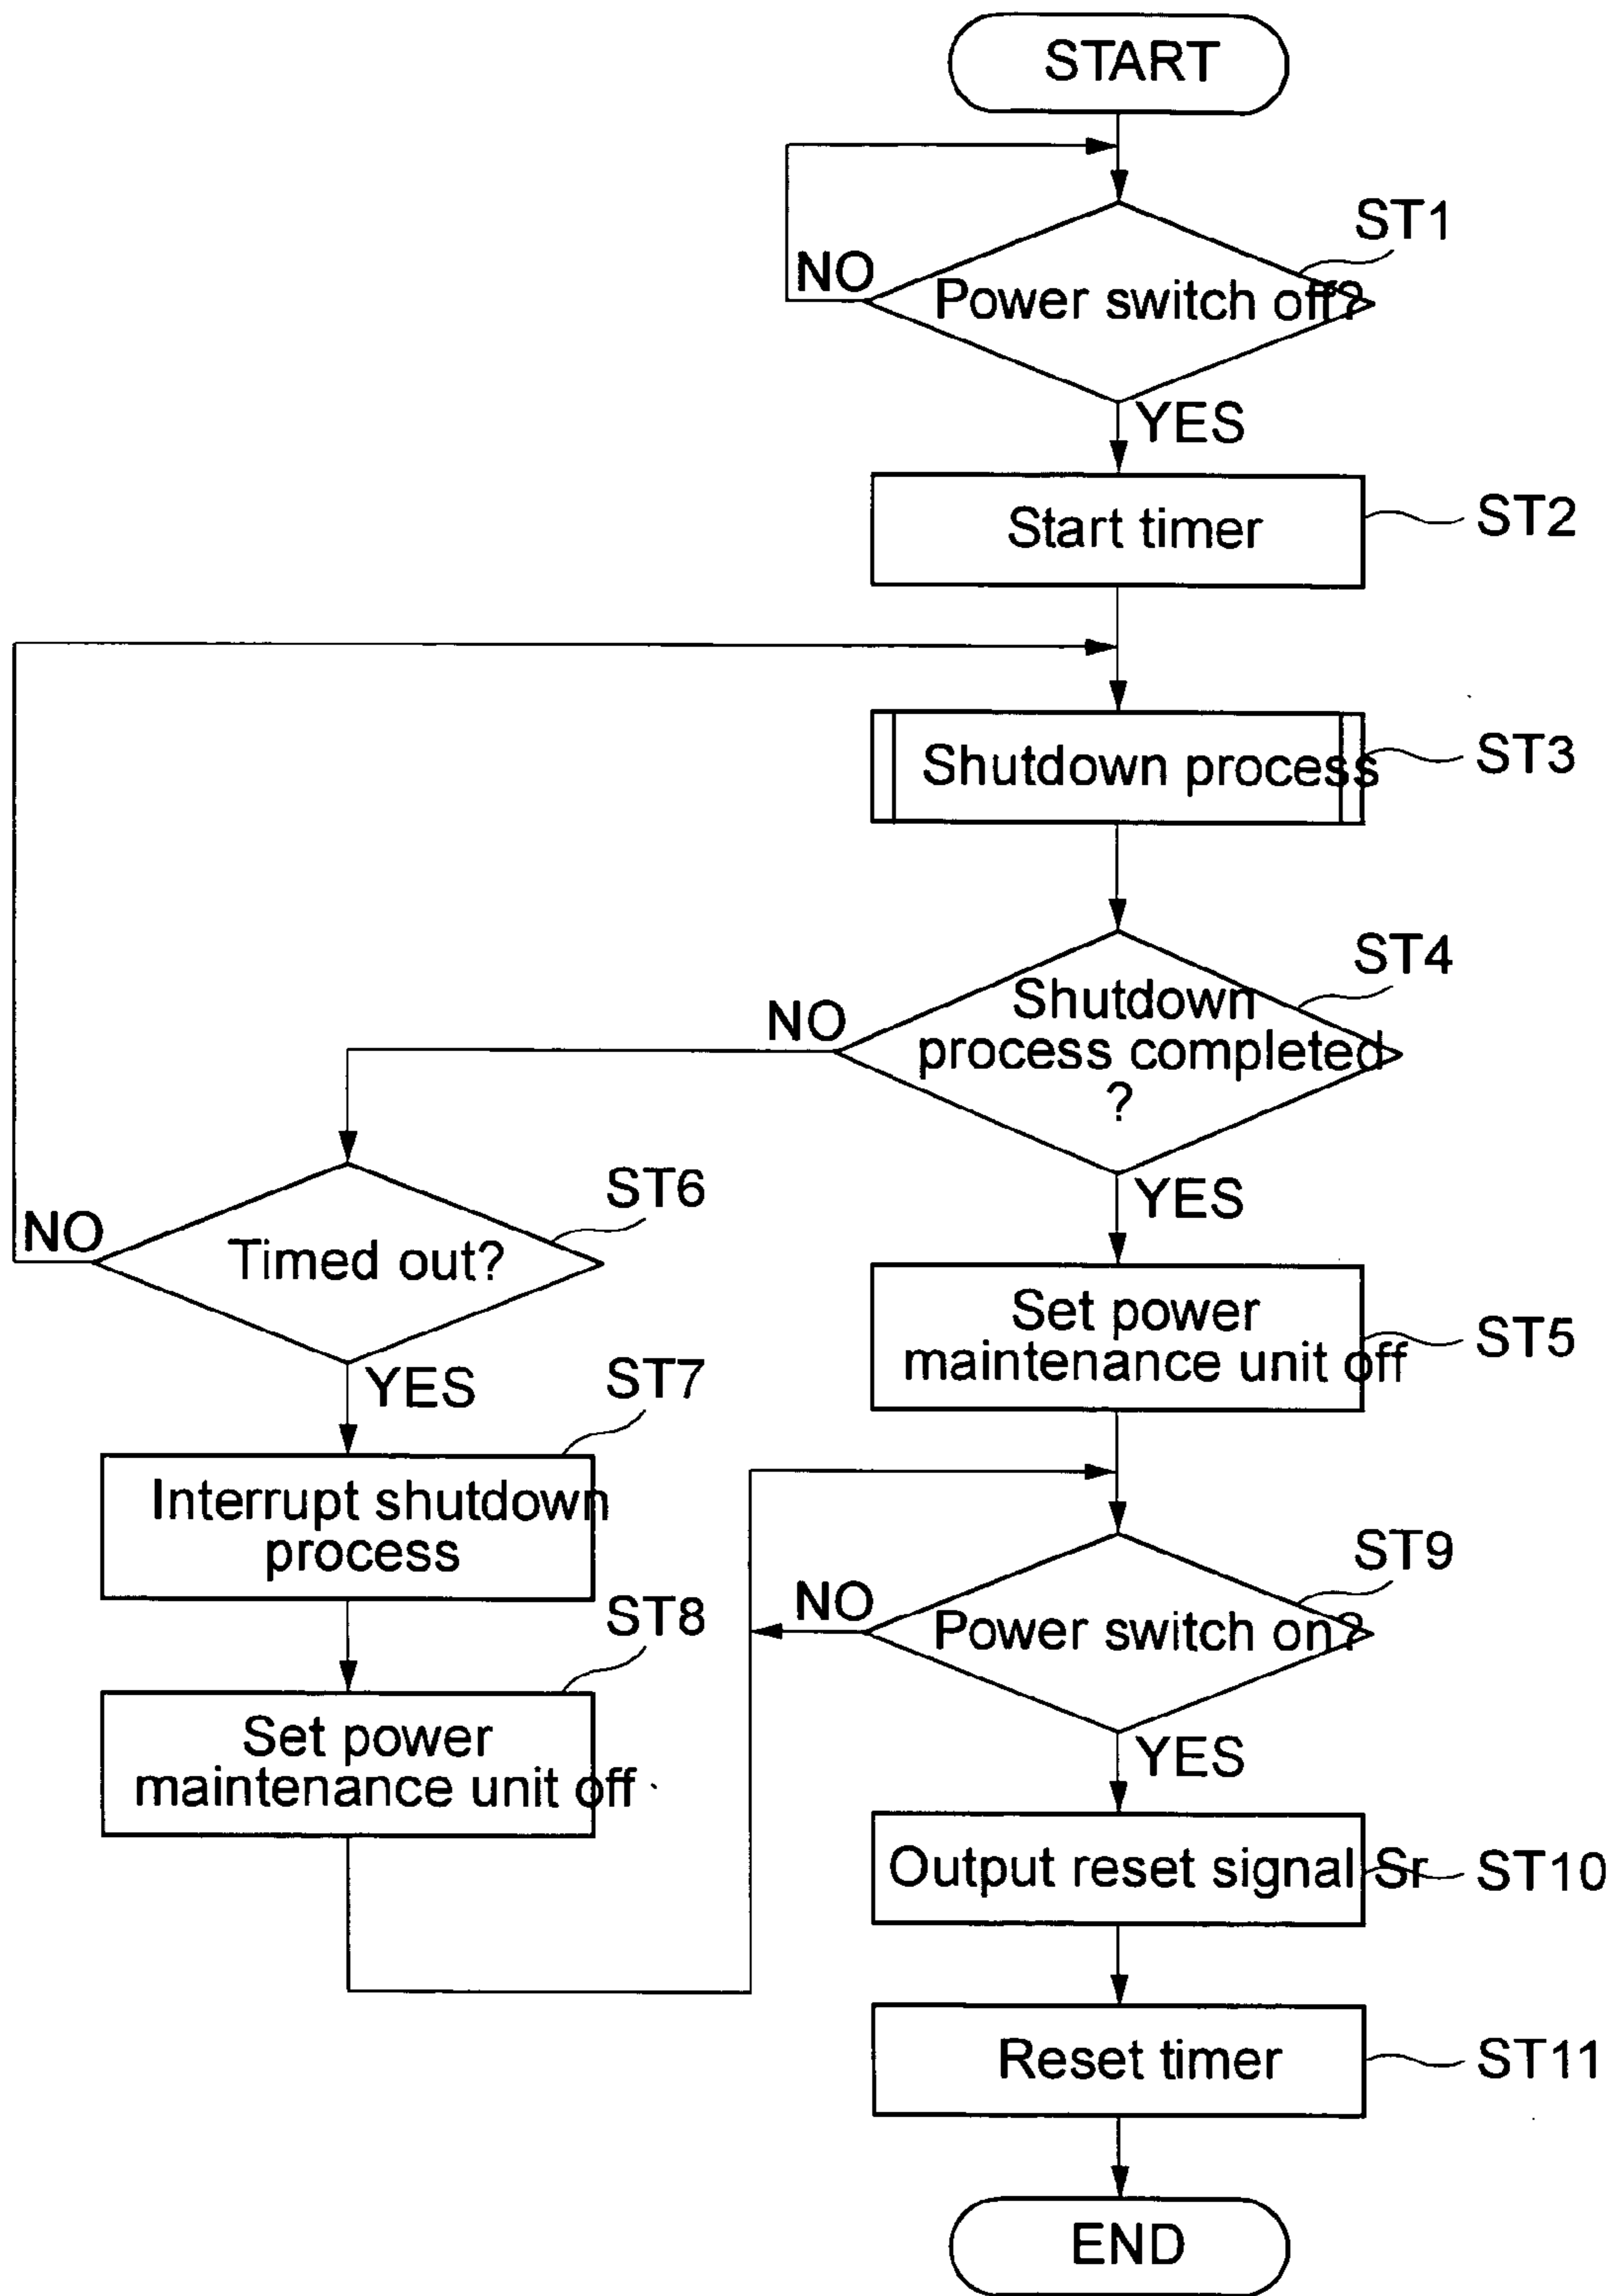 START
ST1
NO
Power switch off?
YES
Start timer
ST2
Shutdown process
ST3
ST4
NO
Shutdown
process completed
?
YES
ST6
NO
Timed out?
YES
Set power
maintenance unit off
ST5
ST7
Interrupt shutdown
process
ST8
Set power
maintenance unit off
ST9
NO
Power switch on?
YES
Output reset signal Sr
ST10
Reset timer
ST11
END